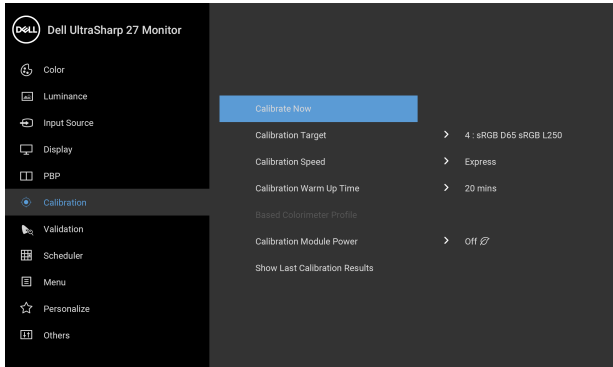 DELL Dell UltraSharp 27 Monitor
Color
Luminance
Input Source
Display
PBP
Calibration
Validation
Scheduler
Menu
Personalize
Others
Calibrate Now
Calibration Target > 4 : sRGB D65 sRGB L250
Calibration Speed > Express
Calibration Warm Up Time > 20 mins
Based Colorimeter Profile
Calibration Module Power > Off
Show Last Calibration Results